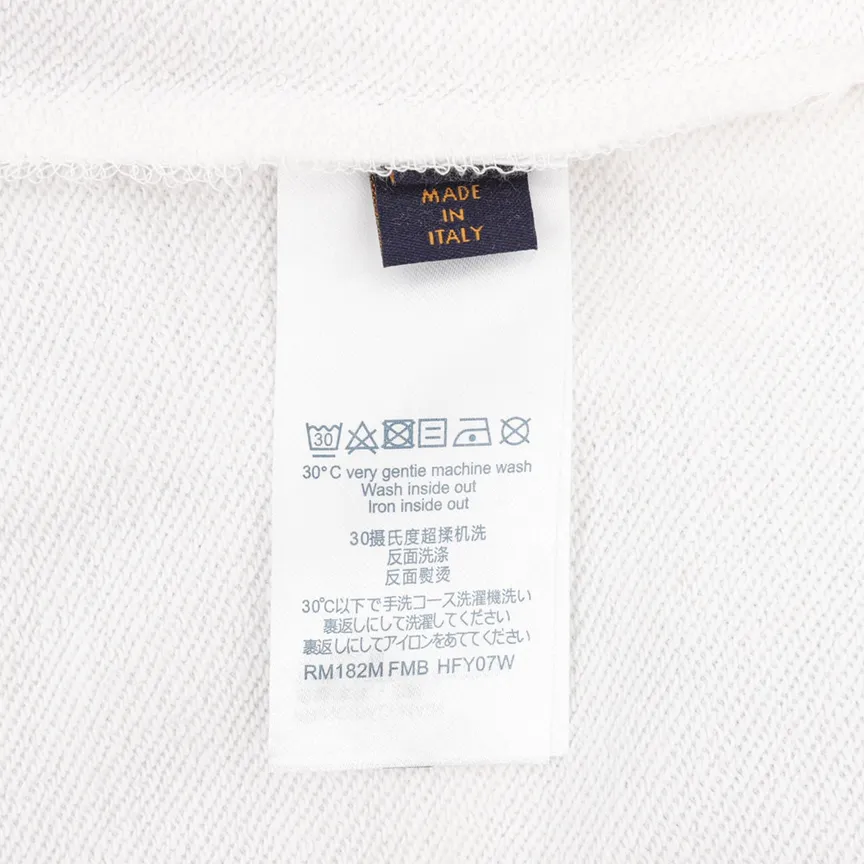 MADE
IN
ITALY
30
30°C very gentie machine wash
Wash inside out
Iron inside out
30摄氏度超揉机洗
反面洗涤
反面熨烫
30℃以下で手洗コース洗濯機洗い
裏返しにして洗濯してください
裏返しにしてアイロンをあててください
RM182M FMB HFY07W